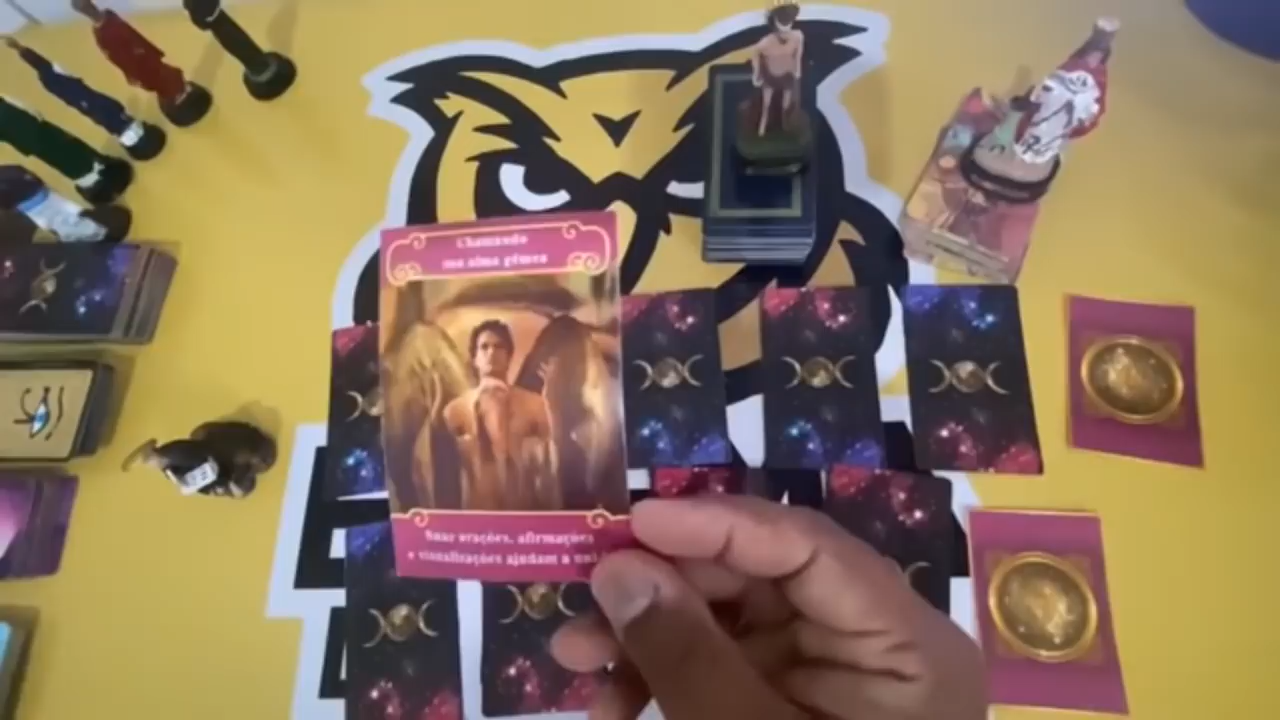 Chamando
sua alma gêmea
Suas orações, afirmações
e visualizações ajudam a uni-